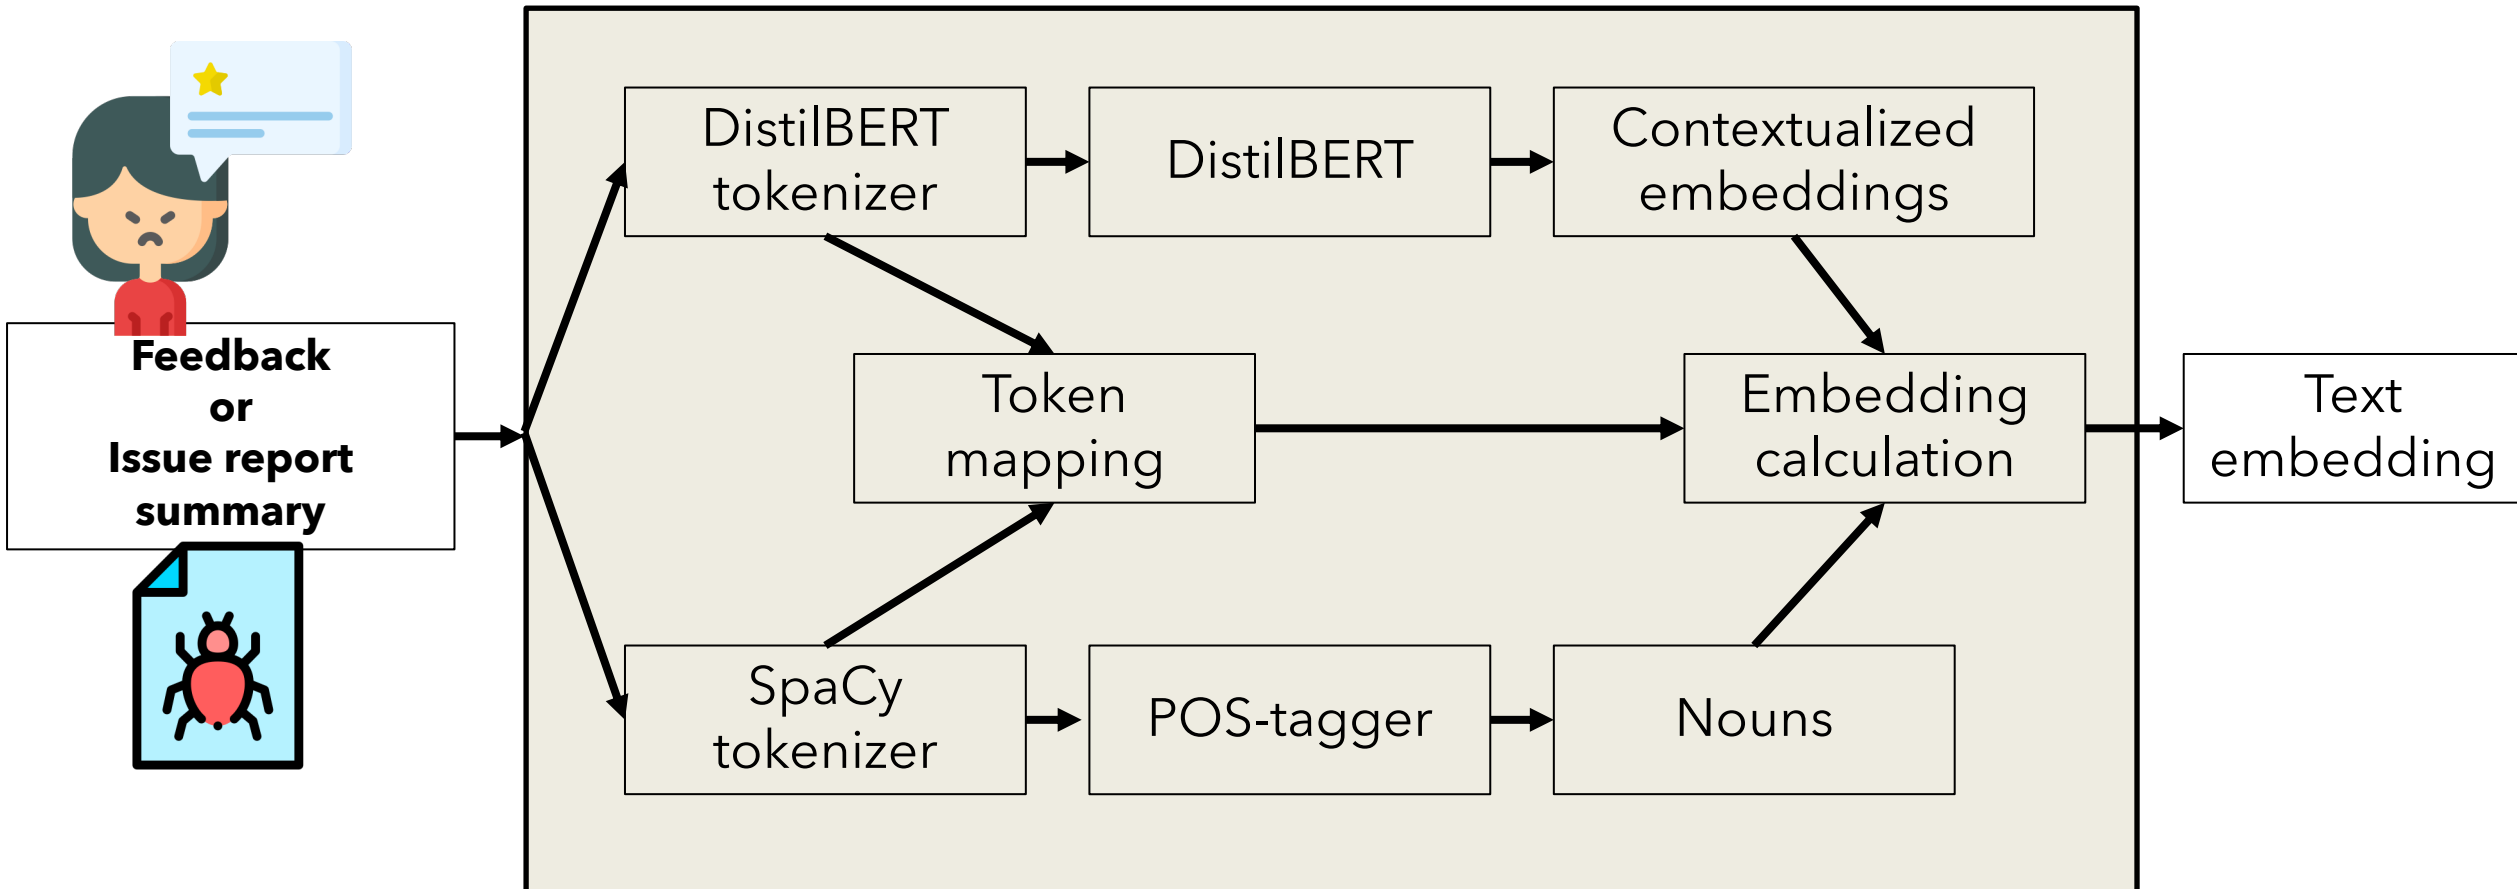 Feedback
or
Issue report
summary
DistilBERT
tokenizer
DistilBERT
Contextualized
embeddings
Token
mapping
Embedding
calculation
Text
embedding
SpaCy
tokenizer
POS-tagger
Nouns